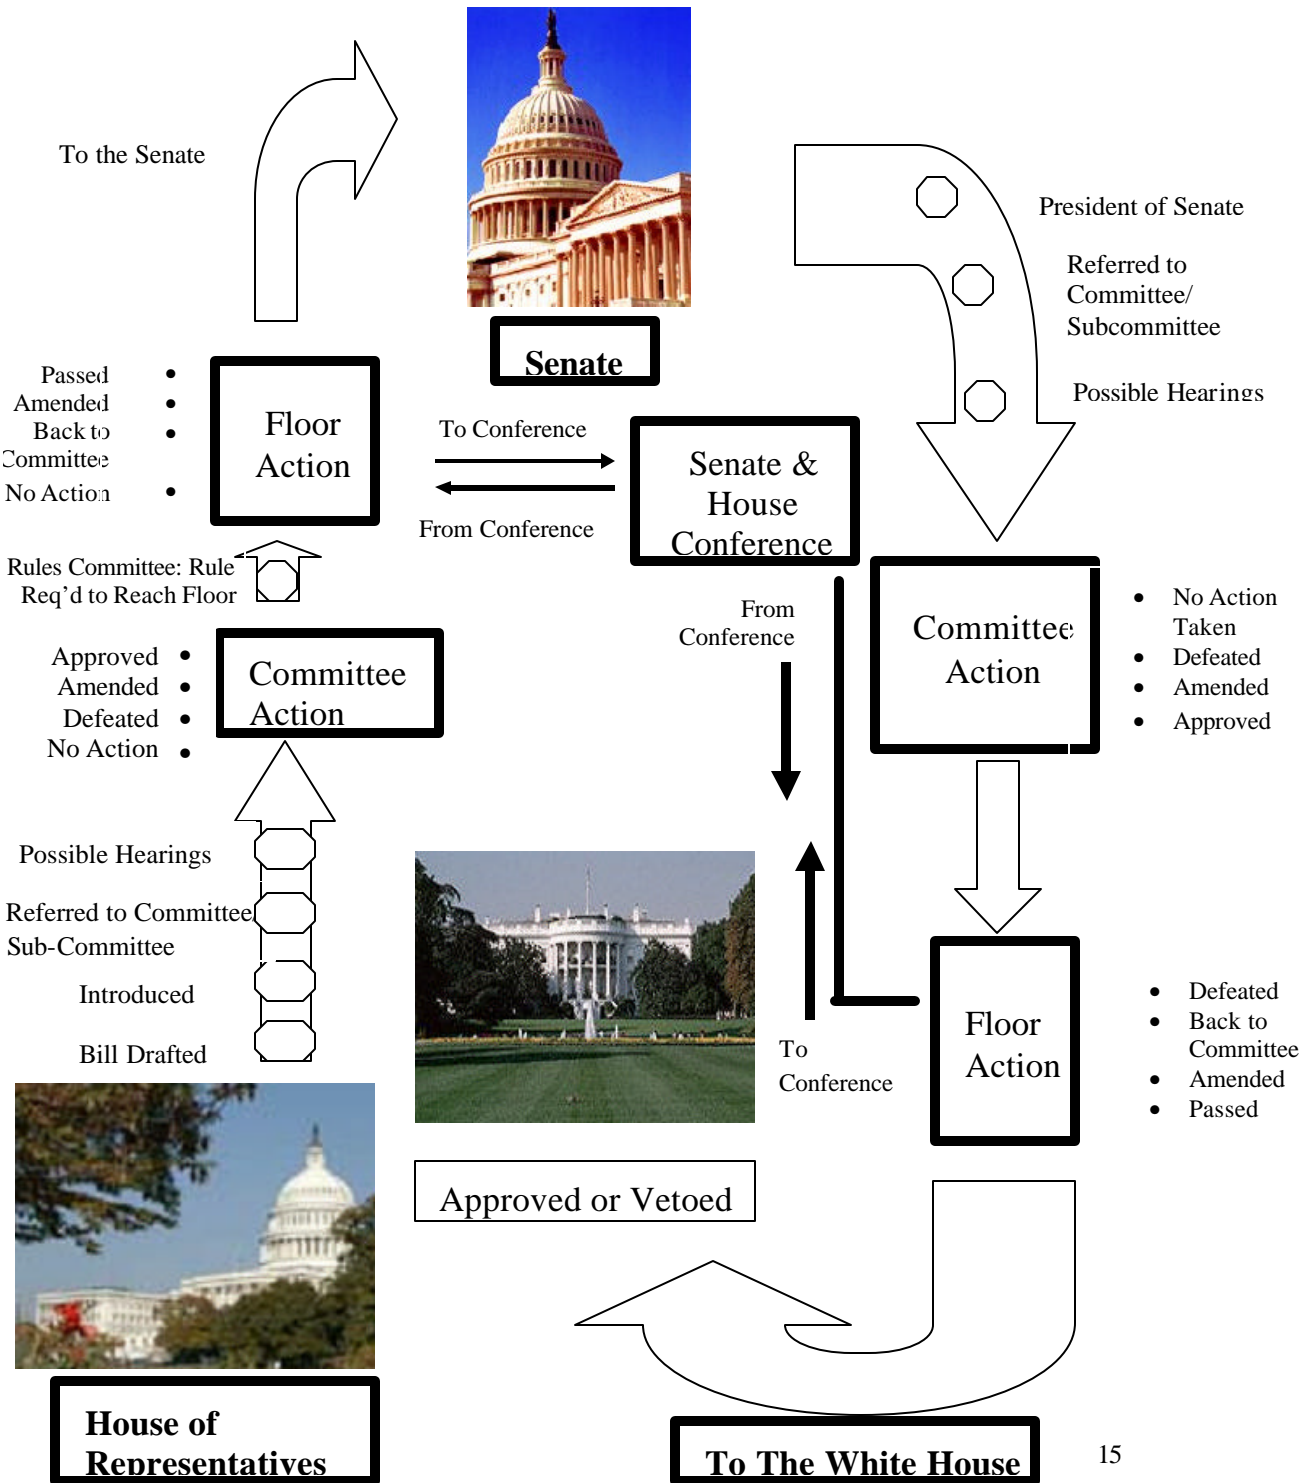 To the Senate
President of Senate
Referred to
Committee/
Subcommittee
Possible Hearings
Senate
Passed •
Amended •
Back to •
Committee
No Action •
Floor
Action
To Conference
From Conference
Senate &
House
Conference
Rules Committee: Rule
Req'd to Reach Floor
From
Conference
Committee
Action
• No Action
Taken
• Defeated
• Amended
• Approved
Approved •
Amended •
Defeated •
No Action •
Committee
Action
Possible Hearings
Referred to Committee/
Sub-Committee
Introduced
Bill Drafted
To
Conference
Floor
Action
• Defeated
• Back to
Committee
• Amended
• Passed
Approved or Vetoed
House of
Representatives
To The White House
15